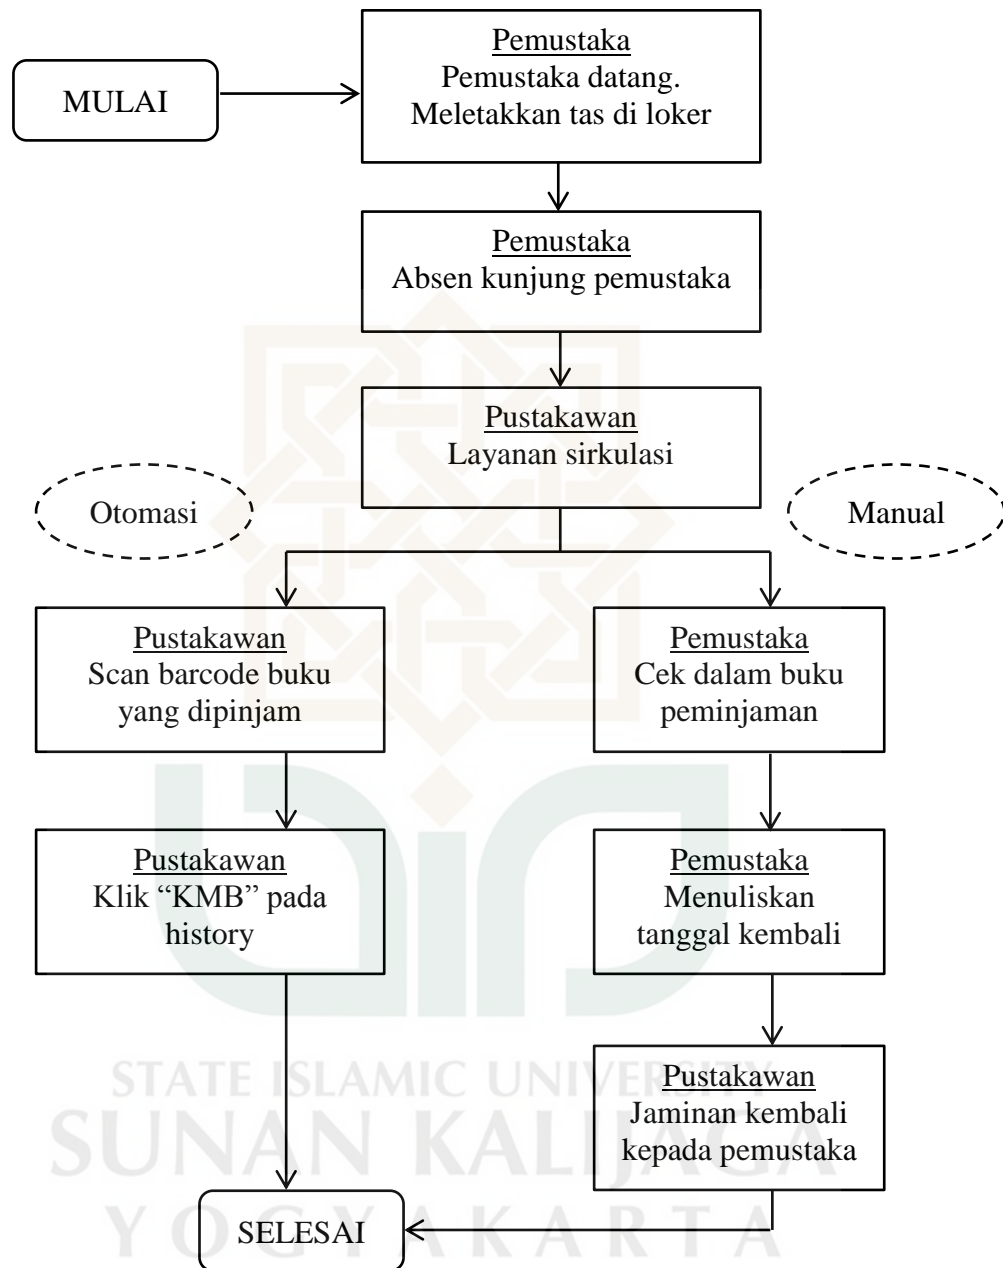 Pemustaka
Pemustaka datang.
Meletakkan tas di loker
MULAI
Pemustaka
Absen kunjung pemustaka
Pustakawan
Layanan sirkulasi
Otomasi
Manual
Pustakawan
Scan barcode buku
yang dipinjam
Pemustaka
Cek dalam buku
peminjaman
Pustakawan
Klik “KMB” pada
history
Pemustaka
Menuliskan
tanggal kembali
STATE ISLAMIC UNIVERSITY
SUNAN KALIJAGA
YOGYAKARTA
Pustakawan
Jaminan kembali
kepada pemustaka
SELESAI